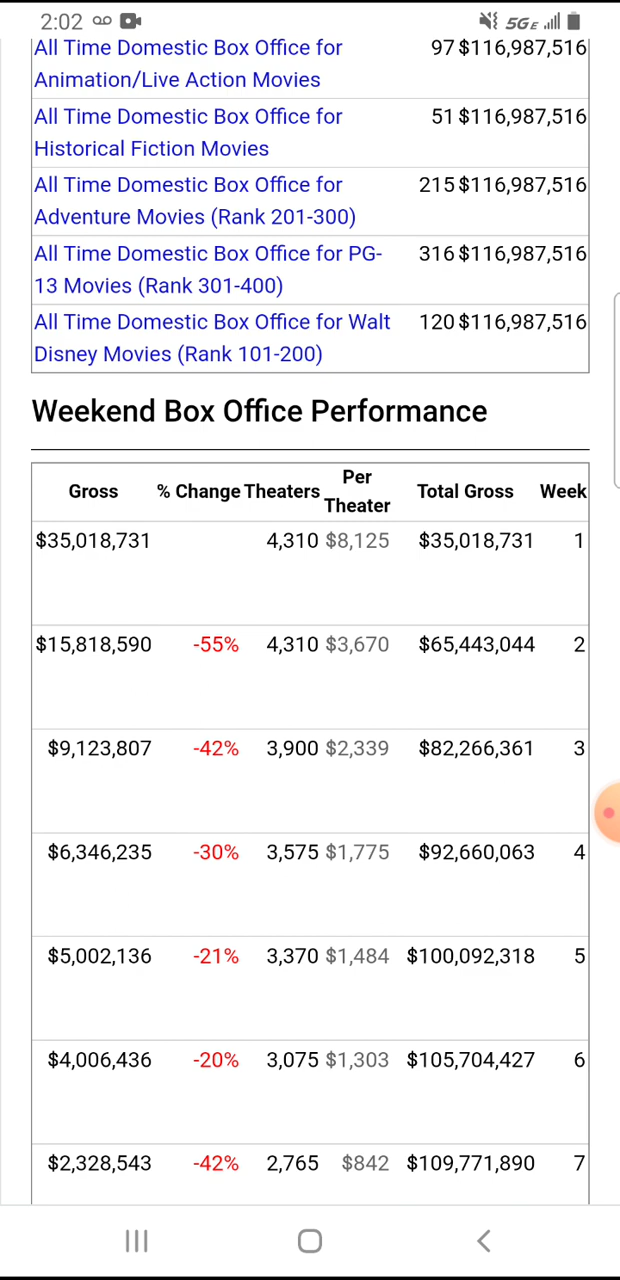 2:02 5GE
All Time Domestic Box Office for 97 $116,987,516
Animation/Live Action Movies
All Time Domestic Box Office for 51 $116,987,516
Historical Fiction Movies
All Time Domestic Box Office for 215 $116,987,516
Adventure Movies (Rank 201-300)
All Time Domestic Box Office for PG- 316 $116,987,516
13 Movies (Rank 301-400)
All Time Domestic Box Office for Walt 120 $116,987,516
Disney Movies (Rank 101-200)
Weekend Box Office Performance
Gross % Change Theaters Per Theater Total Gross Week
$35,018,731 4,310 $8,125 $35,018,731 1
$15,818,590 -55% 4,310 $3,670 $65,443,044 2
$9,123,807 -42% 3,900 $2,339 $82,266,361 3
$6,346,235 -30% 3,575 $1,775 $92,660,063 4
$5,002,136 -21% 3,370 $1,484 $100,092,318 5
$4,006,436 -20% 3,075 $1,303 $105,704,427 6
$2,328,543 -42% 2,765 $842 $109,771,890 7